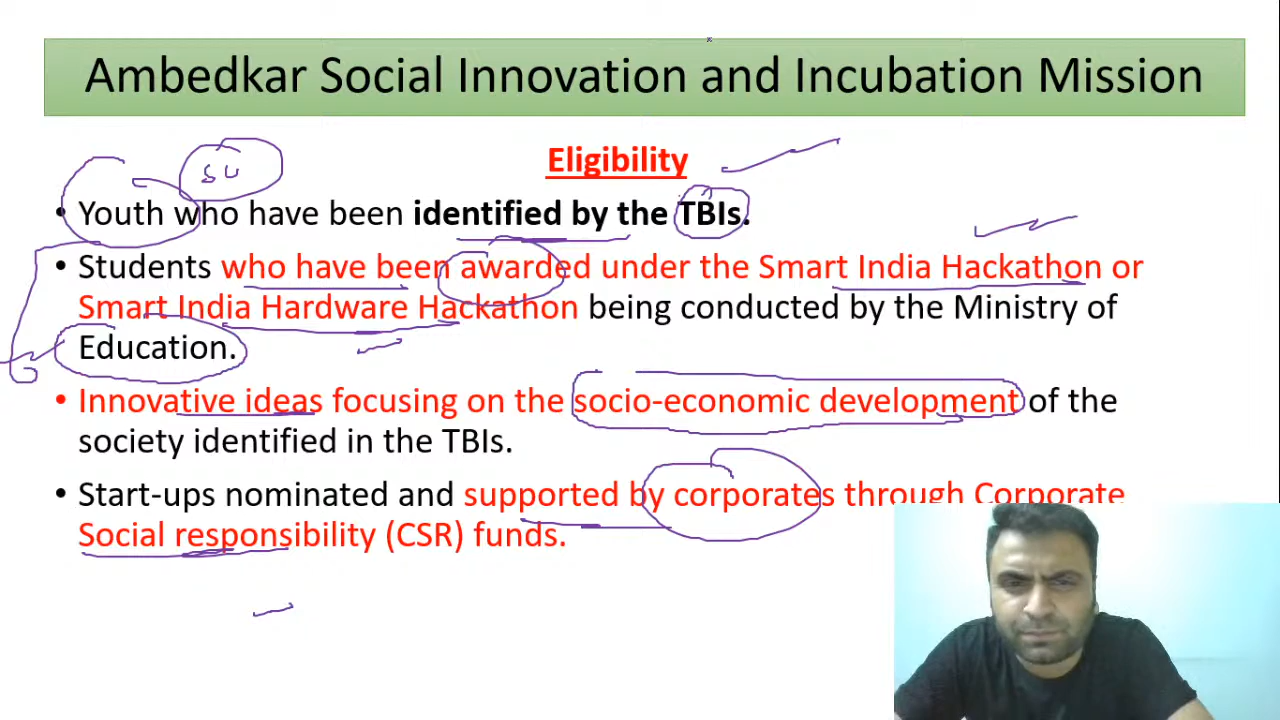 Ambedkar Social Innovation and Incubation Mission
Eligibility
su
• Youth who have been identified by the TBIs.
• Students who have been awarded under the Smart India Hackathon or
Smart India Hardware Hackathon being conducted by the Ministry of
Education.
• Innovative ideas focusing on the socio-economic development of the
society identified in the TBIs.
• Start-ups nominated and supported by corporates through Corporate
Social responsibility (CSR) funds.